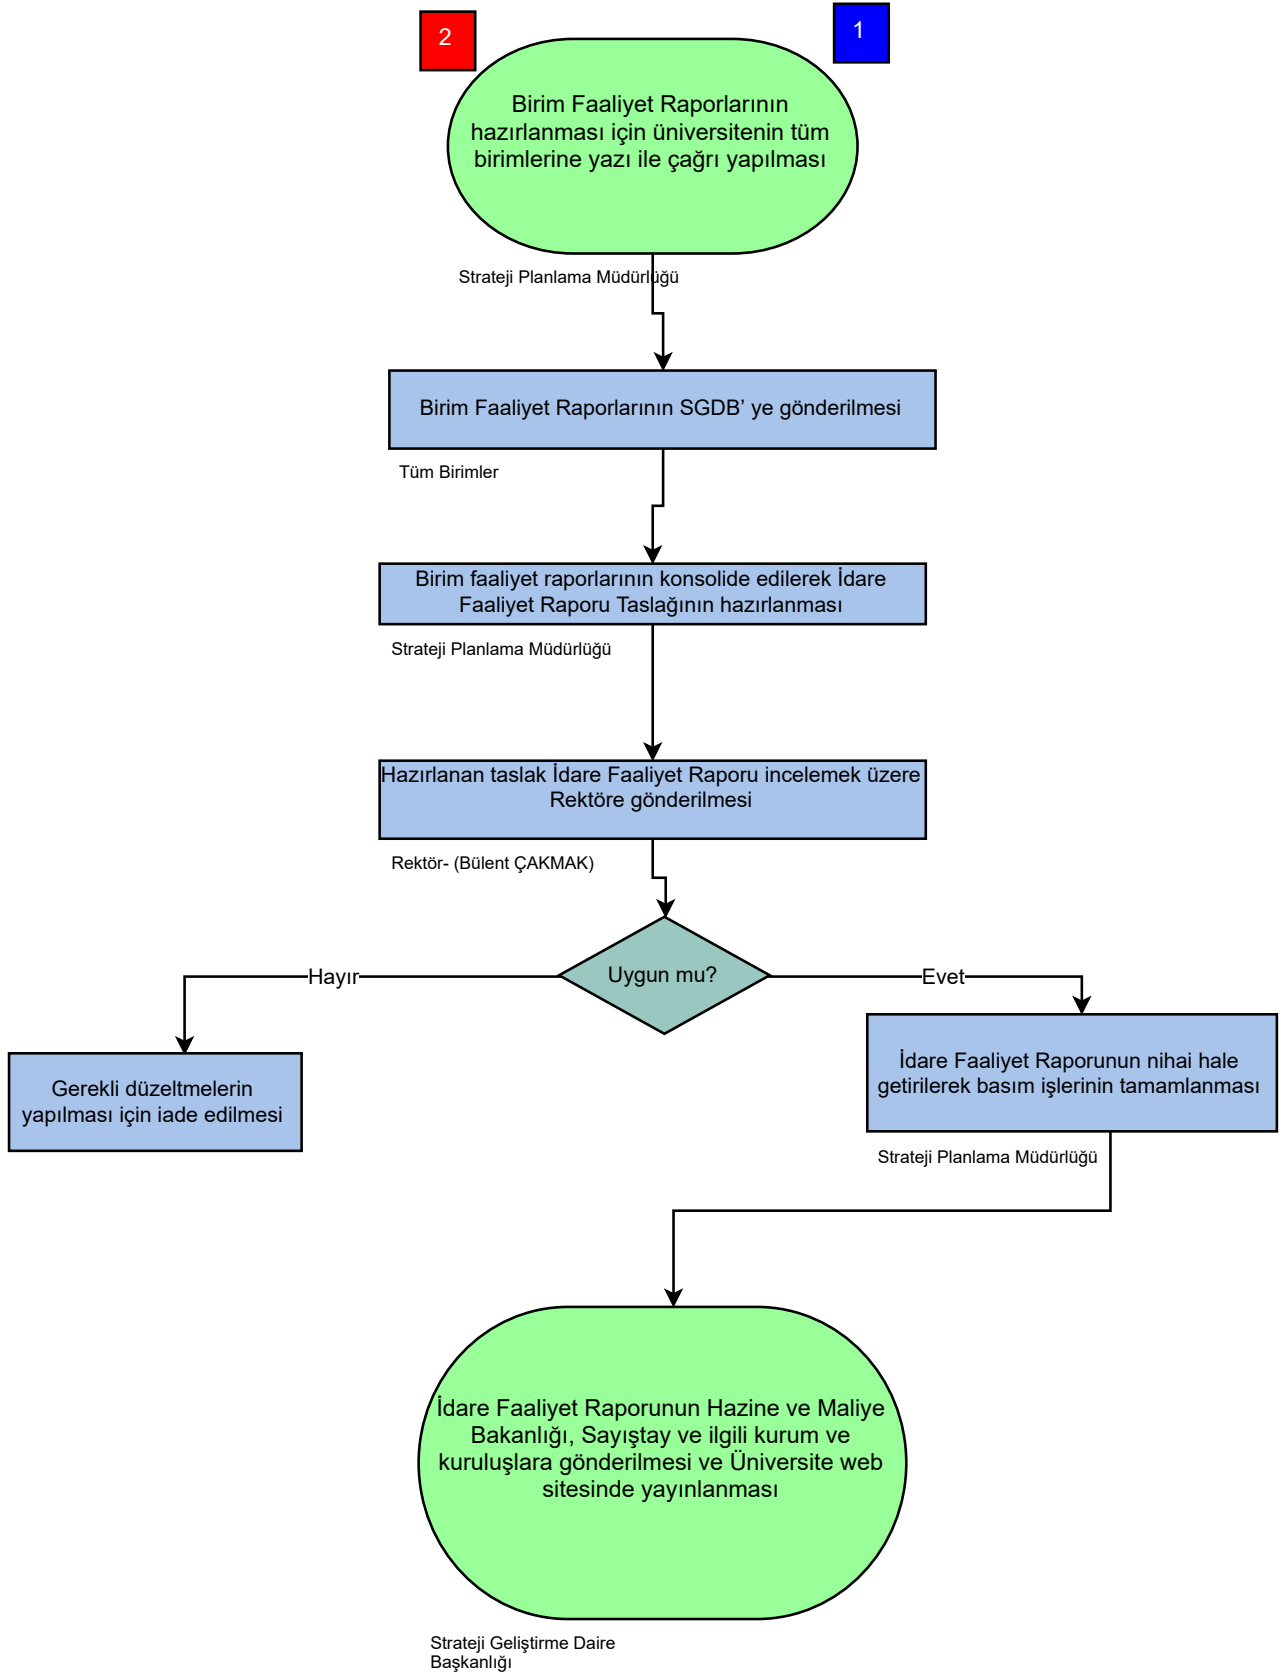 2
1
Birim Faaliyet Raporlarının
hazırlanması için üniversitenin tüm
birimlerine yazı ile çağrı yapılması
Strateji Planlama Müdürlüğü
Birim Faaliyet Raporlarının SGDB’ ye gönderilmesi
Tüm Birimler
Birim faaliyet raporlarının konsolide edilerek İdare
Faaliyet Raporu Taslağının hazırlanması
Strateji Planlama Müdürlüğü
Hazırlanan taslak İdare Faaliyet Raporu incelemek üzere
Rektöre gönderilmesi
Rektör- (Bülent ÇAKMAK)
Uygun mu?
Hayır
Evet
Gerekli düzeltmelerin
yapılması için iade edilmesi
İdare Faaliyet Raporunun nihai hale
getirilerek basım işlerinin tamamlanması
Strateji Planlama Müdürlüğü
İdare Faaliyet Raporunun Hazine ve Maliye
Bakanlığı, Sayıştay ve ilgili kurum ve
kuruluşlara gönderilmesi ve Üniversite web
sitesinde yayınlanması
Strateji Geliştirme Daire
Başkanlığı